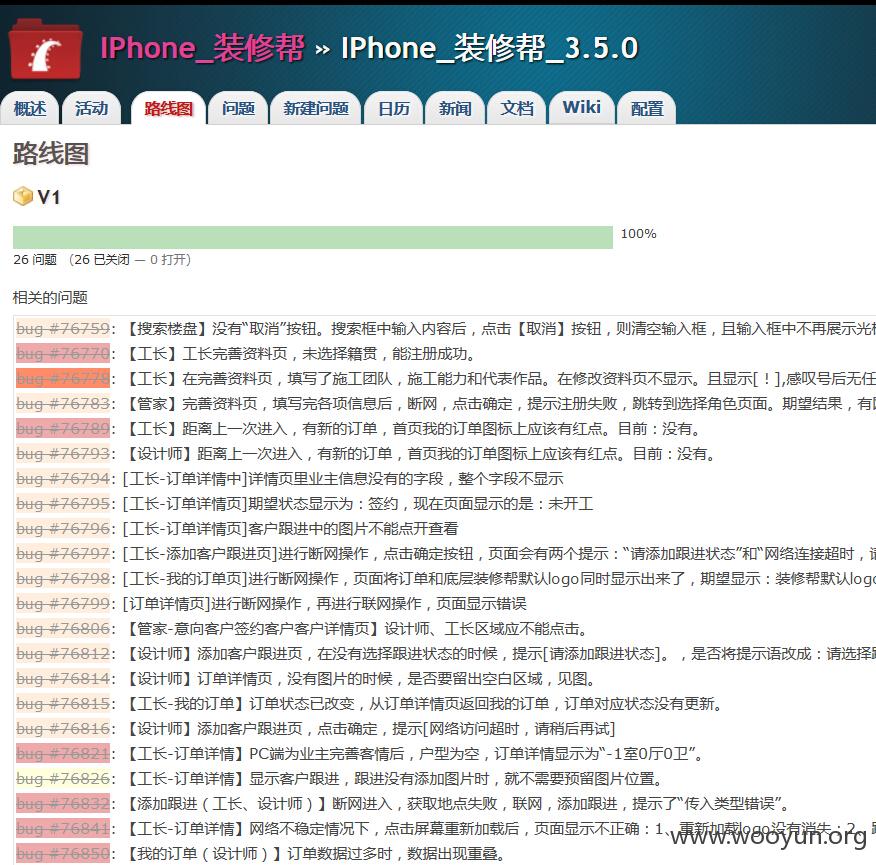 IPhone_装修帮 » IPhone_装修帮_3.5.0
概述 活动 路线图 问题 新建问题 日历 新闻 文档 Wiki 配置
路线图
V1
100%
26 问题 （26 已关闭 — 0 打开）
相关的问题
bug #76759: 【搜索楼盘】没有“取消”按钮。搜索框中输入内容后，点击【取消】按钮，则清空输入框，且输入框中不再展示光标
bug #76770: 【工长】工长完善资料页，未选择籍贯，能注册成功。
bug #76778: 【工长】在完善资料页，填写了施工团队，施工能力和代表作品。在修改资料页不显示。且显示[！],感叹号后无任
bug #76783: 【管家】完善资料页，填写完各项信息后，断网，点击确定，提示注册失败，跳转到选择角色页面。期望结果，有
bug #76789: 【工长】距离上一次进入，有新的订单，首页我的订单图标上应该有红点。目前：没有。
bug #76793: 【设计师】距离上一次进入，有新的订单，首页我的订单图标上应该有红点。目前：没有。
bug #76794: [工长-订单详情中]详情页里业主信息没有的字段，整个字段不显示
bug #76795: [工长-订单详情页]期望状态显示为：签约，现在页面显示的是：未开工
bug #76796: [工长-订单详情页]客户跟进中的图片不能点开查看
bug #76797: [工长-添加客户跟进页]进行断网操作，点击确定按钮，页面会有两个提示：“请添加跟进状态”和“网络连接超时，请
bug #76798: [工长-我的订单页]进行断网操作，页面将订单和底层装修帮默认logo同时显示出来了，期望显示：装修帮默认logo
bug #76799: [订单详情页]进行断网操作，再进行联网操作，页面显示错误
bug #76806: 【管家-意向客户签约客户客户详情页】设计师、工长区域应不能点击。
bug #76812: 【设计师】添加客户跟进页，在没有选择跟进状态的时候，提示[请添加跟进状态]。，是否将提示语改成：请选择跟
bug #76814: 【设计师】订单详情页，没有图片的时候，是否要留出空白区域，见图。
bug #76815: 【工长-我的订单】订单状态已改变，从订单详情页返回我的订单，订单对应状态没有更新。
bug #76816: 【设计师】添加客户跟进页，点击确定，提示[网络访问超时，请稍后再试]
bug #76821: 【工长-订单详情】PC端为业主完善客情后，户型为空，订单详情显示为“-1室0厅0卫”。
bug #76826: 【工长-订单详情】显示客户跟进，跟进没有添加图片时，就不需要预留图片位置。
bug #76832: 【添加跟进（工长、设计师）】断网进入，获取地点失败，联网，添加跟进，提示了“传入类型错误”。
bug #76841: 【工长-订单详情】网络不稳定情况下，点击屏幕重新加载后，页面显示不正确：1、重新加载logo没有消失；2、
bug #76850: 【我的订单（设计师）】订单数据过多时，数据出现重叠。
www.wooyun.org